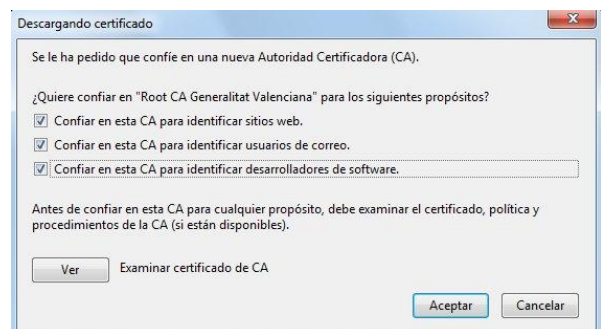 Descargando certificado
Se le ha pedido que confíe en una nueva Autoridad Certificadora (CA).
¿Quiere confiar en "Root CA Generalitat Valenciana" para los siguientes propósitos?
Confiar en esta CA para identificar sitios web.
Confiar en esta CA para identificar usuarios de correo.
Confiar en esta CA para identificar desarrolladores de software.
Antes de confiar en esta CA para cualquier propósito, debe examinar el certificado, política y
procedimientos de la CA (si están disponibles).
Ver Examinar certificado de CA
Aceptar Cancelar